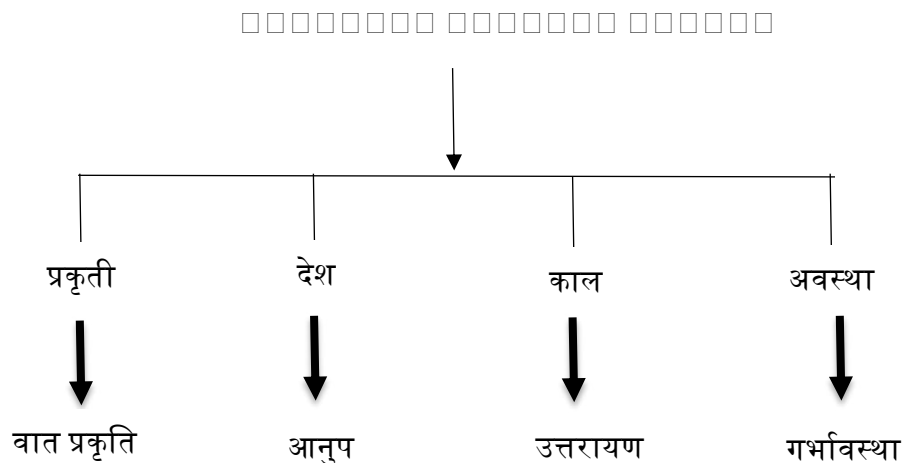 प्रकृती देश काल अवस्था
वात प्रकृति आनुप उत्तरायण गर्भावस्था